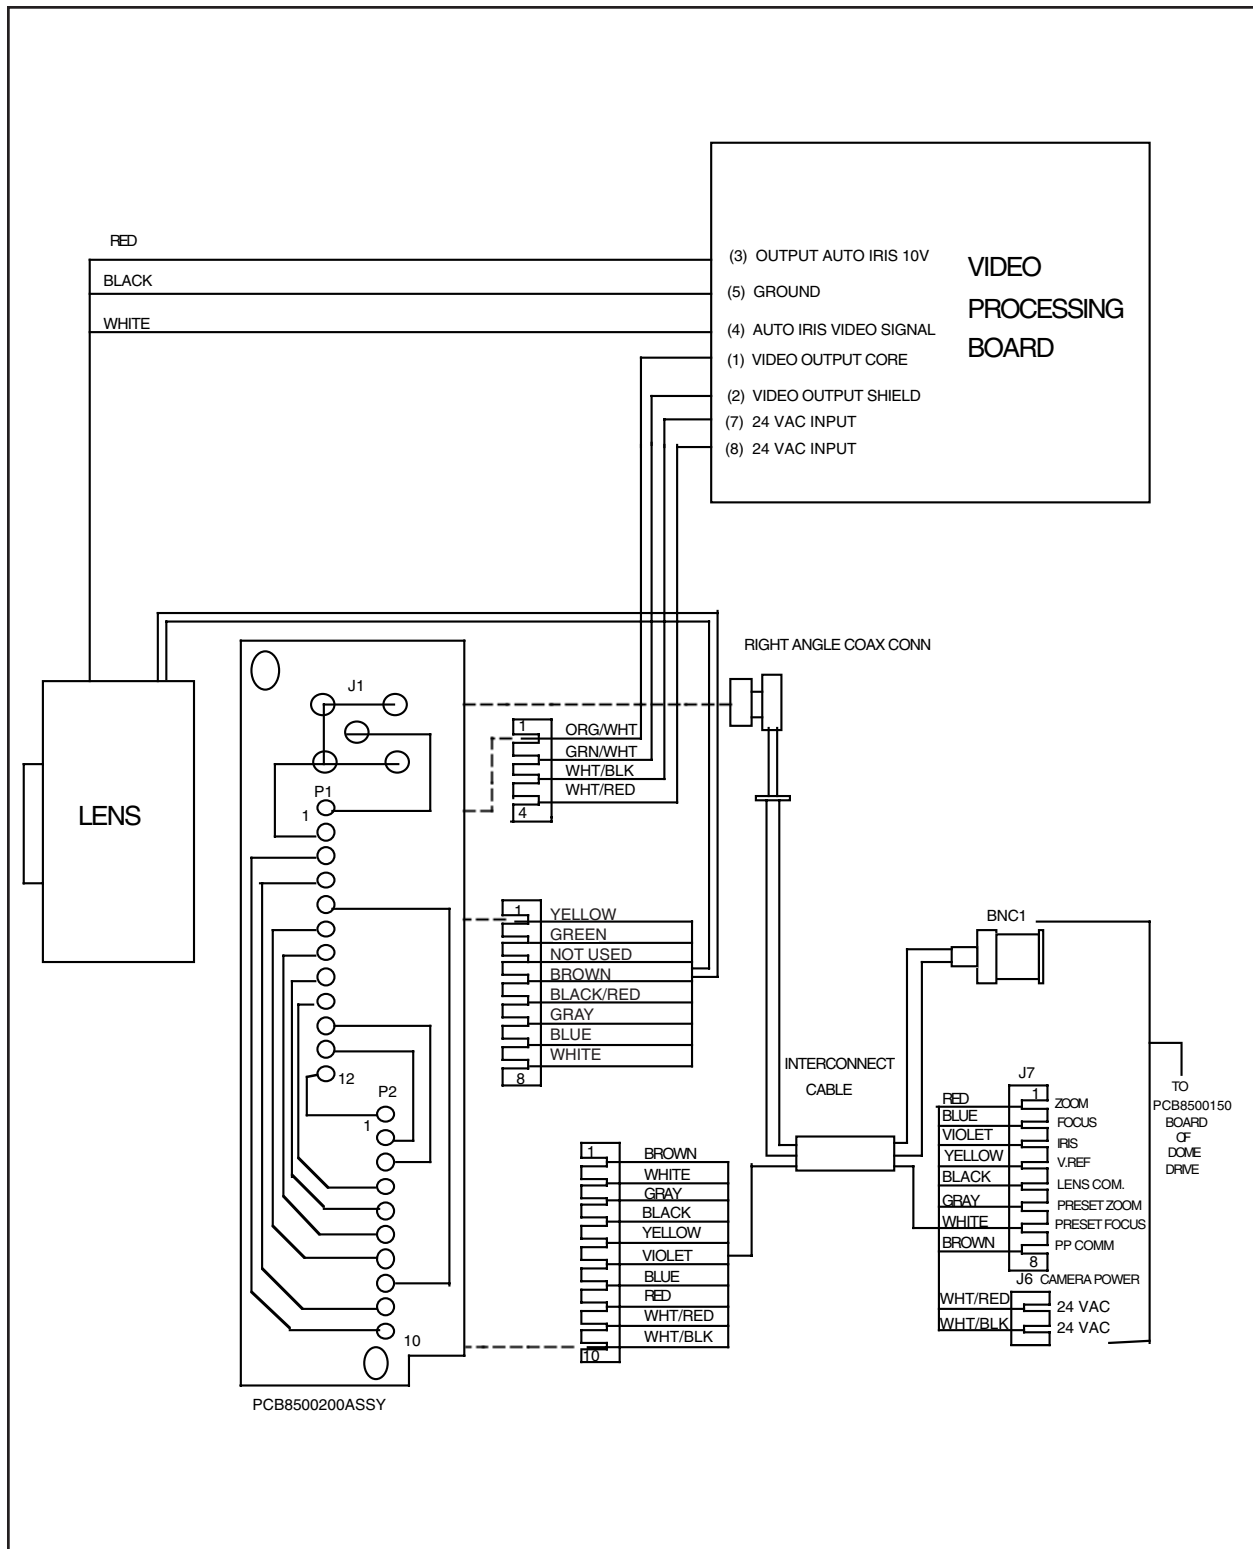 RED
BLACK
WHITE
(3) OUTPUT AUTO IRIS 10V
(5) GROUND
(4) AUTO IRIS VIDEO SIGNAL
(1) VIDEO OUTPUT CORE
(2) VIDEO OUTPUT SHIELD
(7) 24 VAC INPUT
(8) 24 VAC INPUT
VIDEO
PROCESSING
BOARD
RIGHT ANGLE COAX CONN
LENS
J1
P1
1
12
P2
1
10
PCB8500200ASSY
1
ORG/WHT
GRN/WHT
WHT/BLK
WHT/RED
4
1
YELLOW
GREEN
NOT USED
BROWN
BLACK/RED
GRAY
BLUE
WHITE
8
1
BROWN
WHITE
GRAY
BLACK
YELLOW
VIOLET
BLUE
RED
WHT/RED
WHT/BLK
10
INTERCONNECT
CABLE
BNC1
J7
1
RED ZOOM
BLUE FOCUS
VIOLET IRIS
YELLOW V.REF
BLACK LENS COM.
GRAY PRESET ZOOM
WHITE PRESET FOCUS
BROWN PP COMM
8
J6 CAMERA POWER
WHT/RED 24 VAC
WHT/BLK 24 VAC
TO
PCB8500150
BOARD
OF
DOME
DRIVE